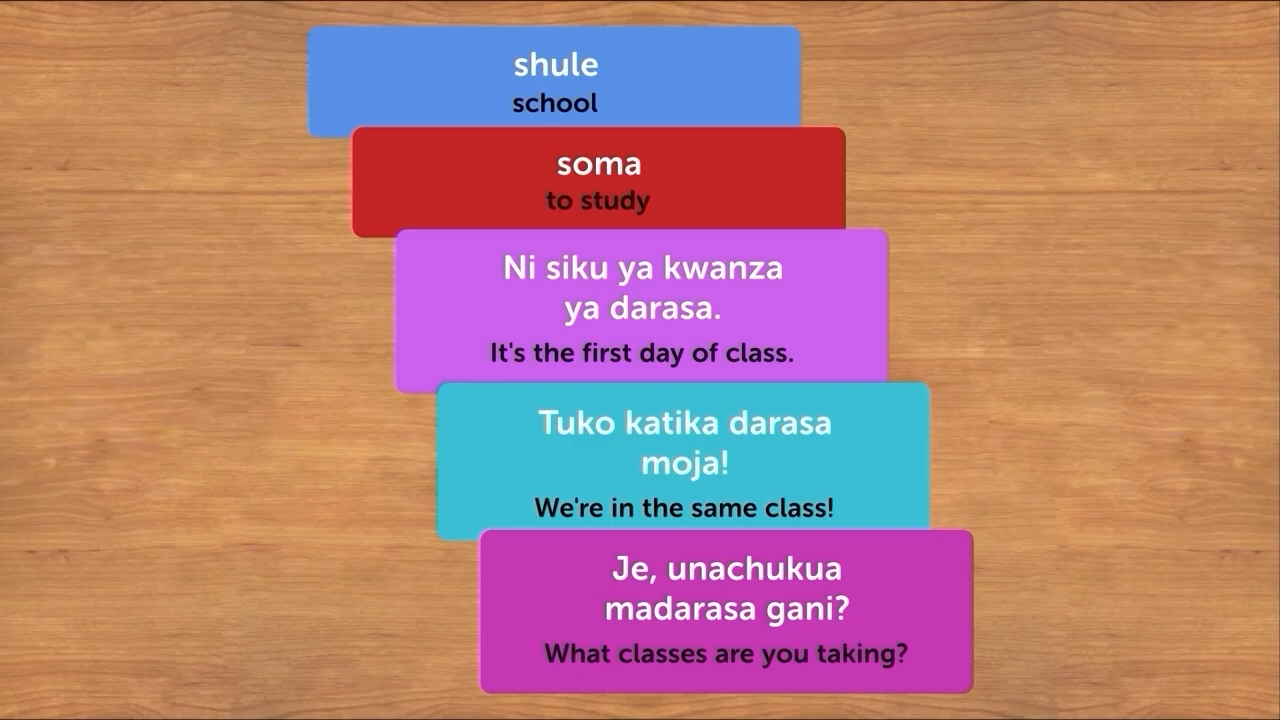 shule
school
soma
to study
Ni siku ya kwanza
ya darasa.
It's the first day of class.
Tuko katika darasa
moja!
We're in the same class!
Je, unachukua
madarasa gani?
What classes are you taking?